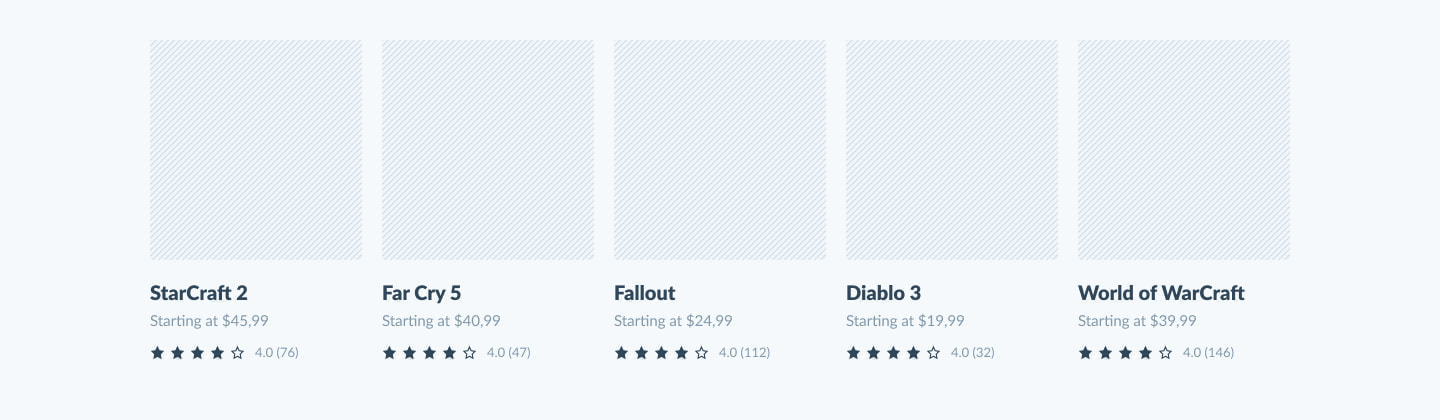 StarCraft 2
Starting at $45,99
4.0 (76)
Far Cry 5
Starting at $40,99
4.0 (47)
Fallout
Starting at $24,99
4.0 (112)
Diablo 3
Starting at $19,99
4.0 (32)
World of WarCraft
Starting at $39,99
4.0 (146)